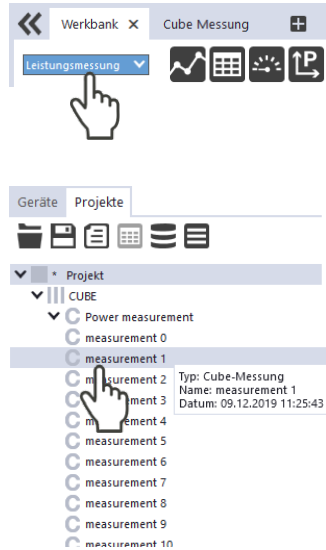 Werkbank Cube Messung
Leistungsmessung
P
Geräte Projekte
* Projekt
CUBE
C Power measurement
C measurement 0
C measurement 1
C measurement 2
C measurement 3
C measurement 4
C measurement 5
C measurement 6
C measurement 7
C measurement 8
C measurement 9
C measurement 10
Typ: Cube-Messung
Name: measurement 1
Datum: 09.12.2019 11:25:43